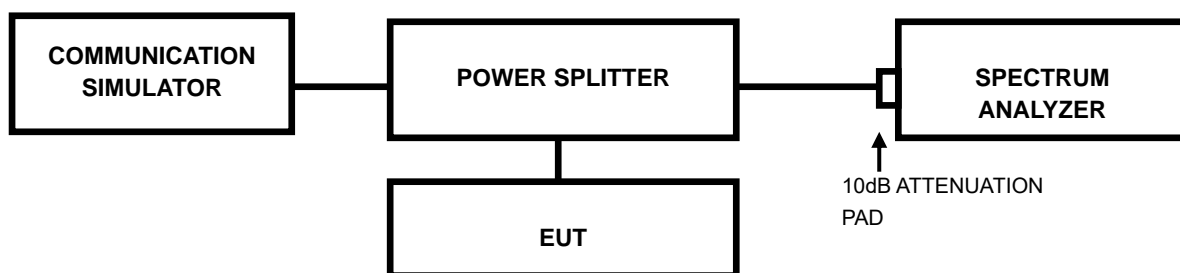 COMMUNICATION
SIMULATOR
POWER SPLITTER
SPECTRUM
ANALYZER
10dB ATTENUATION
PAD
EUT